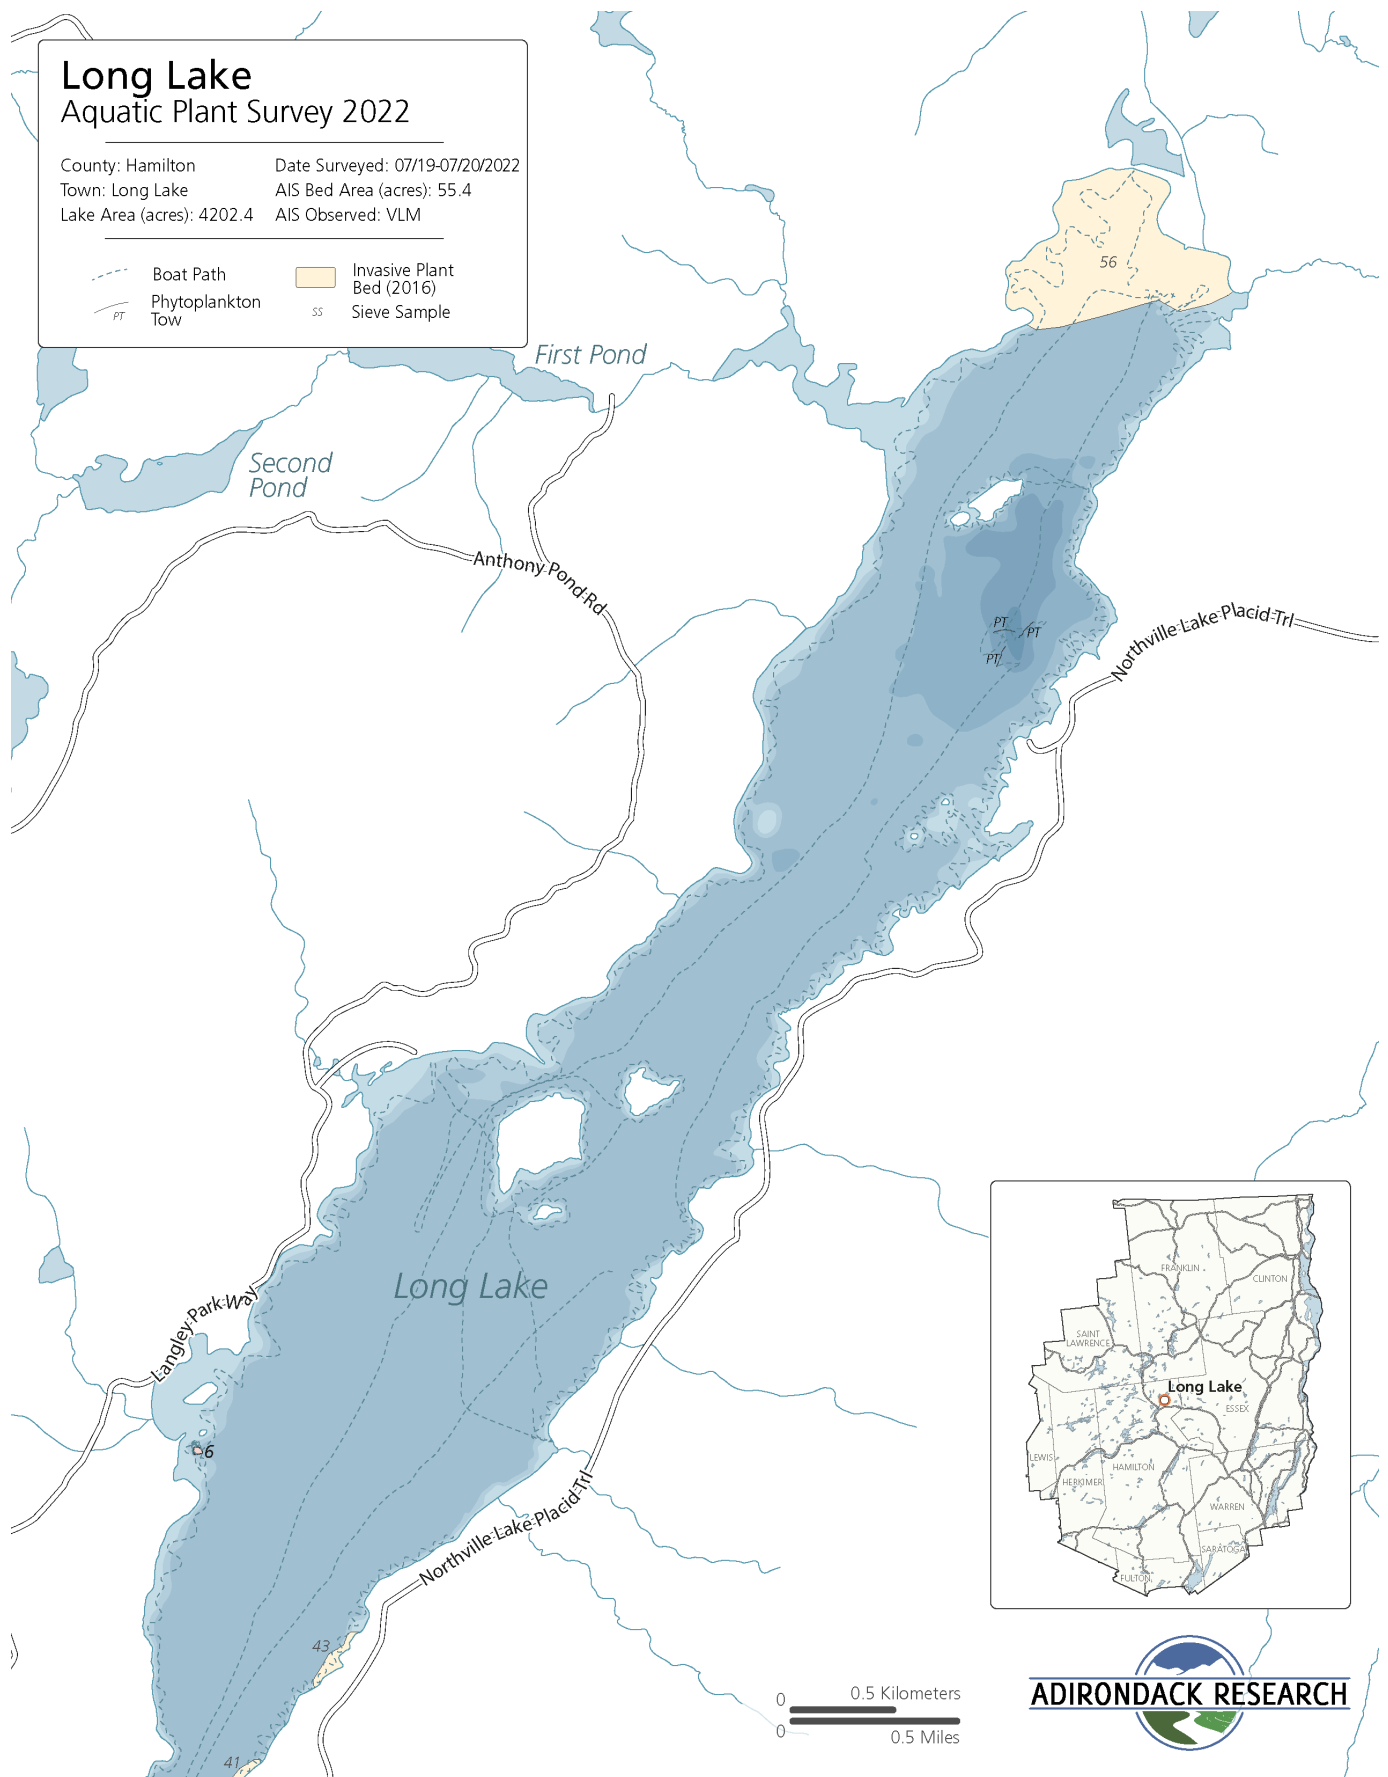 Long Lake
Aquatic Plant Survey 2022
County: Hamilton
Date Surveyed: 07/19-07/20/2022
Town: Long Lake
AIS Bed Area (acres): 55.4
Lake Area (acres): 4202.4
AIS Observed: VLM
Boat Path
Invasive Plant
Bed (2016)
Phytoplankton
Tow
PT
SS
Sieve Sample
56
First Pond
Second
Pond
Anthony Pond Rd
Northville Lake Placid Trl
PT
PT
PT
Long Lake
Langley Park Way
6
Northville Lake Placid Trl
43
41
FRANKLIN
CLINTON
SAINT
LAWRENCE
Long Lake
ESSEX
LEWIS
HAMILTON
HERKIMER
WARREN
SARATOGA
FULTON
0
0.5 Kilometers
0
0.5 Miles
ADIRONDACK RESEARCH